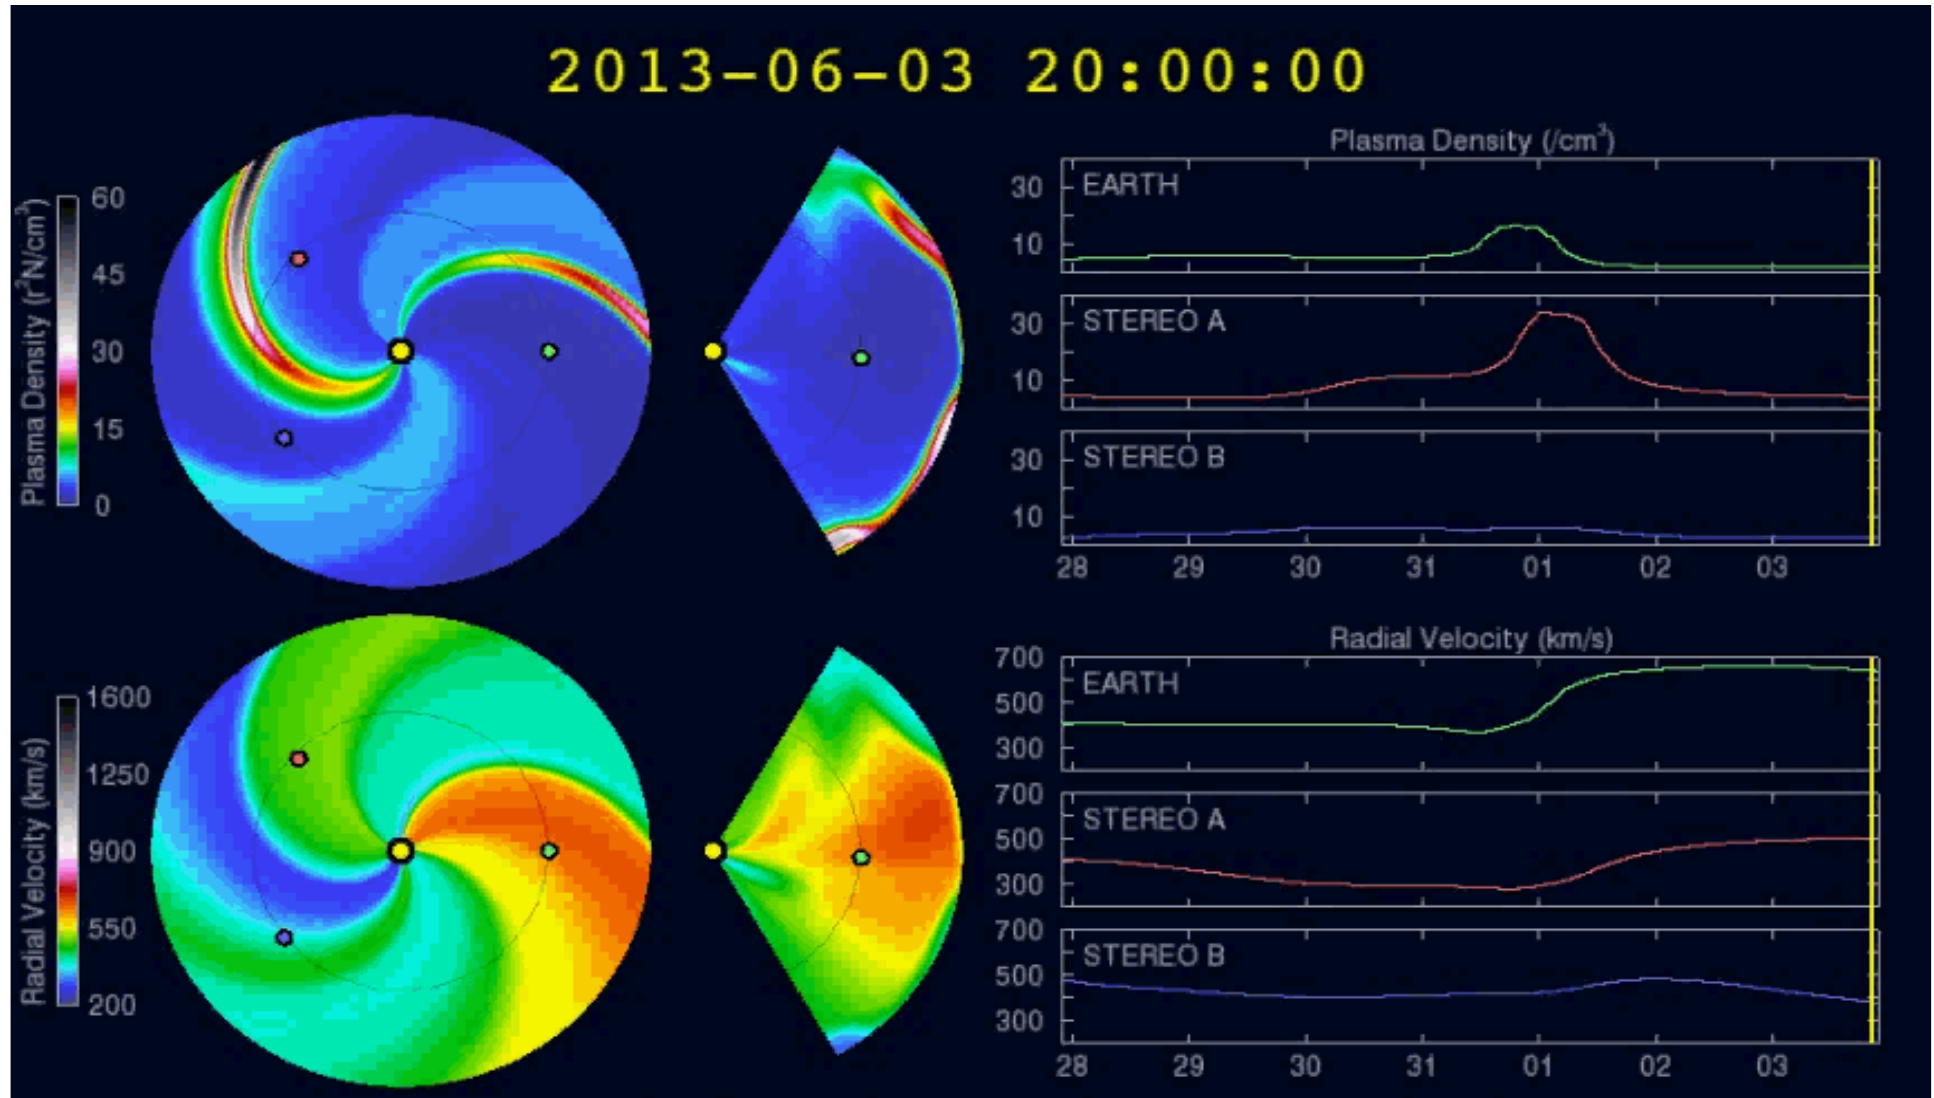 2013-06-03 20:00:00
Plasma Density (r²N/cm³)
60
45
30
15
0
Plasma Density (/cm³)
EARTH
30
10
STEREO A
30
10
STEREO B
30
10
28 29 30 31 01 02 03
Radial Velocity (km/s)
1600
1250
900
550
200
Radial Velocity (km/s)
EARTH
700
500
300
STEREO A
700
500
300
STEREO B
700
500
300
28 29 30 31 01 02 03